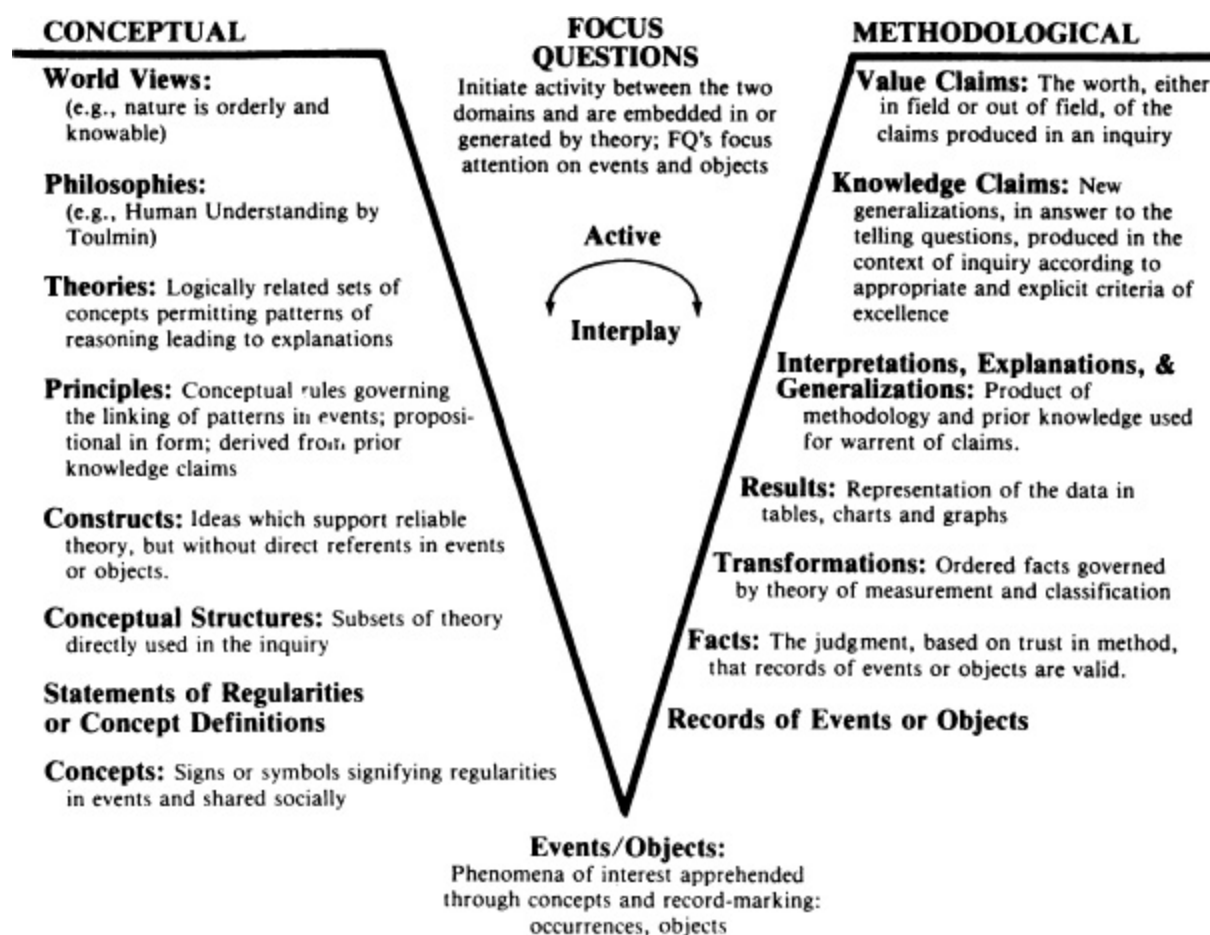 CONCEPTUAL
World Views:
(e.g., nature is orderly and
knowable)
Philosophies:
(e.g., Human Understanding by
Toulmin)
Theories: Logically related sets of
concepts permitting patterns of
reasoning leading to explanations
Principles: Conceptual rules governing
the linking of patterns in events; proposi-
tional in form; derived from prior
knowledge claims
Constructs: Ideas which support reliable
theory, but without direct referents in events
or objects.
Conceptual Structures: Subsets of theory
directly used in the inquiry
Statements of Regularities
or Concept Definitions
Concepts: Signs or symbols signifying regularities
in events and shared socially
FOCUS
QUESTIONS
Initiate activity between the two
domains and are embedded in or
generated by theory; FQ's focus
attention on events and objects
Active
Interplay
METHODOLOGICAL
Value Claims: The worth, either
in field or out of field, of the
claims produced in an inquiry
Knowledge Claims: New
generalizations, in answer to the
telling questions, produced in the
context of inquiry according to
appropriate and explicit criteria of
excellence
Interpretations, Explanations, &
Generalizations: Product of
methodology and prior knowledge used
for warrent of claims.
Results: Representation of the data in
tables, charts and graphs
Transformations: Ordered facts governed
by theory of measurement and classification
Facts: The judgment, based on trust in method,
that records of events or objects are valid.
Records of Events or Objects
Events/Objects:
Phenomena of interest apprehended
through concepts and record-marking:
occurrences, objects